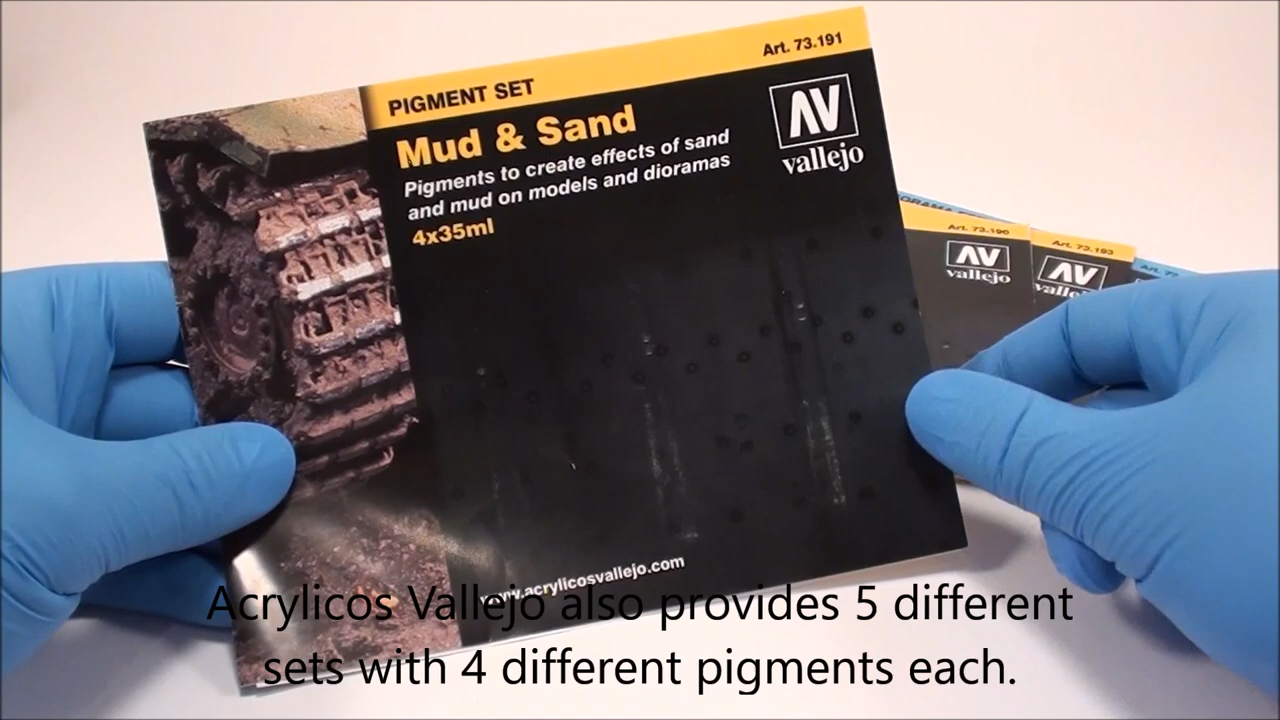 PIGMENT SET
Art. 73.191
Mud & Sand
Pigments to create effects of sand
and mud on models and dioramas
4x35ml
AV
vallejo
Art. 73.190
AV
vallejo
Art. 73.193
AV
Art. 73
www.acrylicosvallejo.com
Acrylicos Vallejo also provides 5 different
sets with 4 different pigments each.